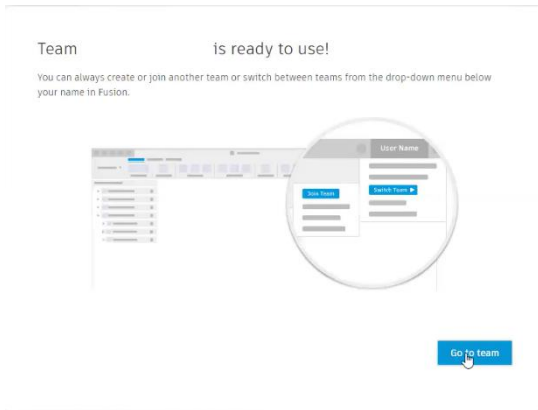 Team is ready to use!
You can always create or join another team or switch between teams from the drop-down menu below
your name in Fusion.
User Name
Join Team
Switch Team ▶
Go to team